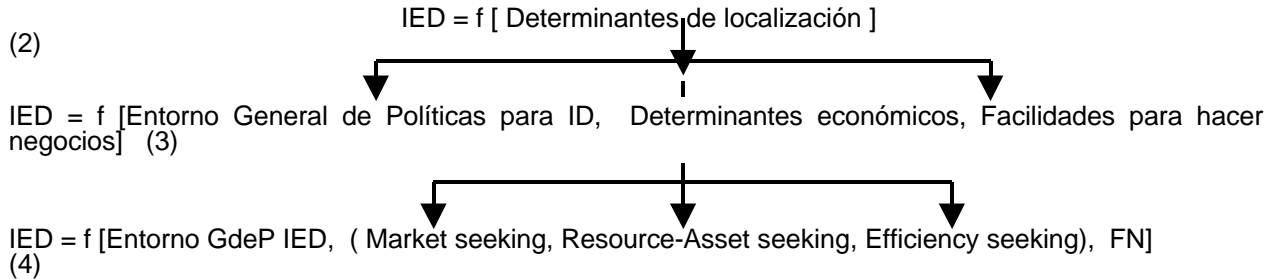 IED = f [ Determinantes de localización ]
(2)
IED = f [Entorno General de Políticas para ID, Determinantes económicos, Facilidades para hacer
negocios] (3)
IED = f [Entorno GdeP IED, ( Market seeking, Resource-Asset seeking, Efficiency seeking), FN]
(4)